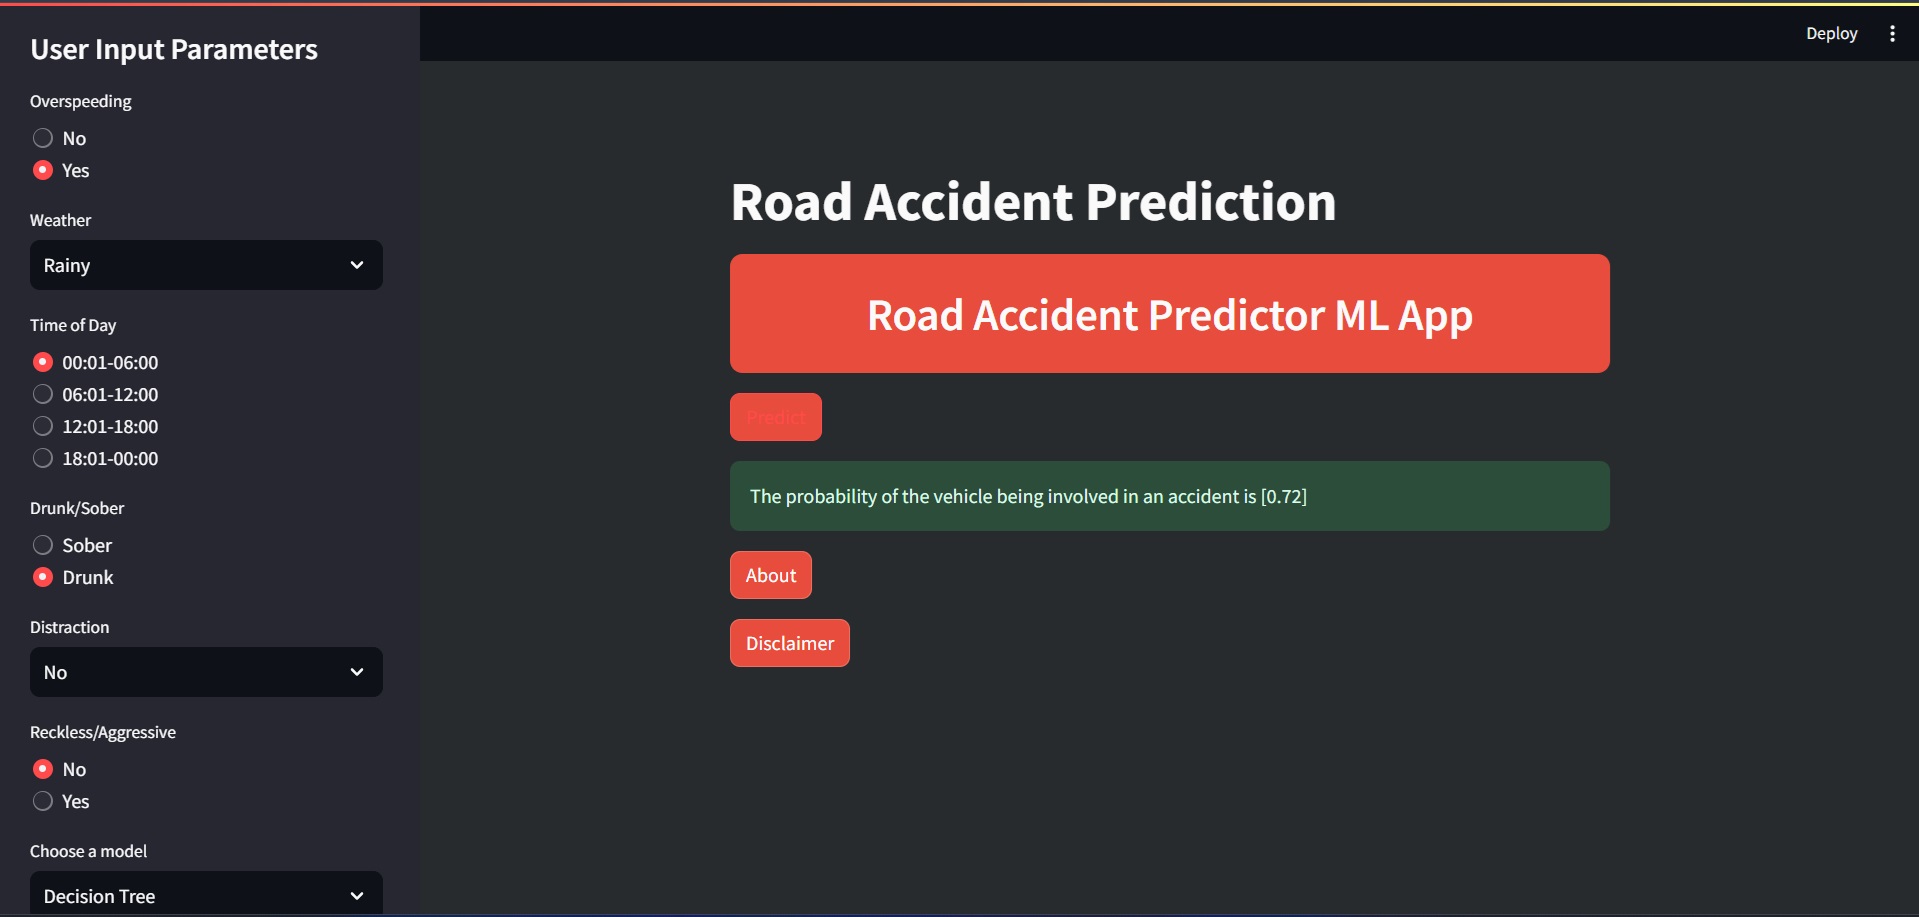 User Input Parameters
Overspeeding
No
Yes
Weather
Rainy
Time of Day
00:01-06:00
06:01-12:00
12:01-18:00
18:01-00:00
Drunk/Sober
Sober
Drunk
Distraction
No
Reckless/Aggressive
No
Yes
Choose a model
Decision Tree
Deploy
Road Accident Prediction
Road Accident Predictor ML App
Predict
The probability of the vehicle being involved in an accident is [0.72]
About
Disclaimer